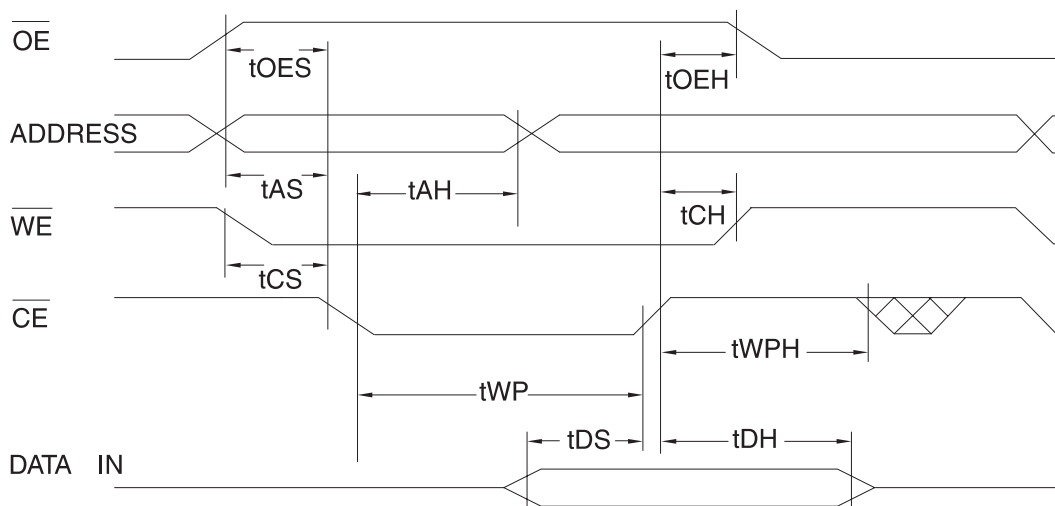 OE
tOES
tOEH
ADDRESS
tAS
tAH
WE
tCH
tCS
CE
tWPH
tWP
tDS
tDH
DATA IN